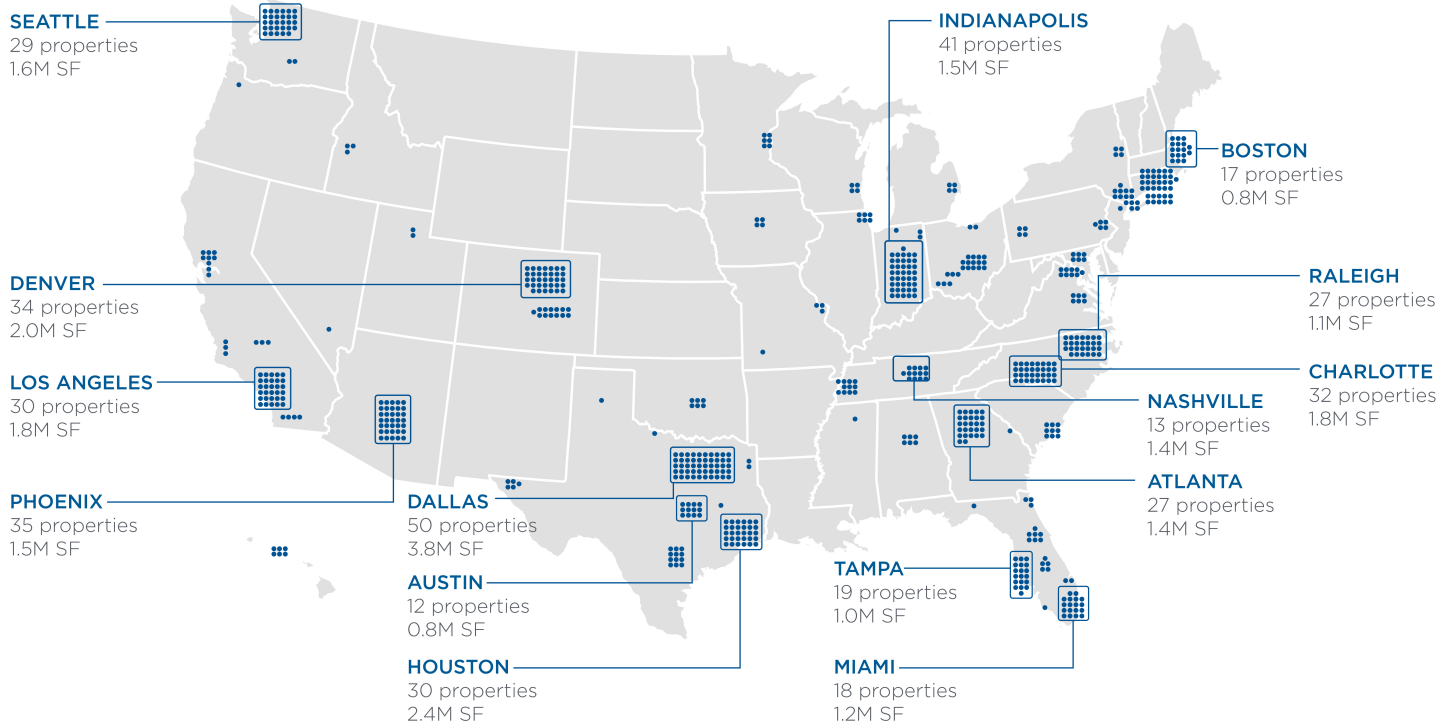 SEATTLE
29 properties
1.6M SF
INDIANAPOLIS
41 properties
1.5M SF
BOSTON
17 properties
0.8M SF
DENVER
34 properties
2.0M SF
RALEIGH
27 properties
1.1M SF
LOS ANGELES
30 properties
1.8M SF
CHARLOTTE
32 properties
1.8M SF
NASHVILLE
13 properties
1.4M SF
ATLANTA
27 properties
1.4M SF
PHOENIX
35 properties
1.5M SF
DALLAS
50 properties
3.8M SF
AUSTIN
12 properties
0.8M SF
TAMPA
19 properties
1.0M SF
HOUSTON
30 properties
2.4M SF
MIAMI
18 properties
1.2M SF